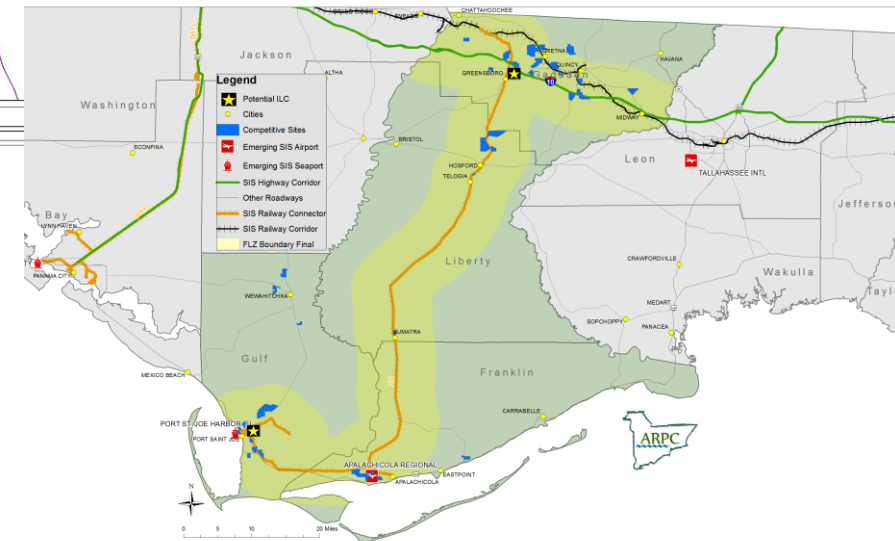 CHATTAHOOCHEE
Jackson
ALTHA
GRETNA
QUINCY
HAVANA
GREENSBORO
Gadsden
10
MIDWAY
Legend
Potential ILC
Cities
Competitive Sites
Emerging SIS Airport
Emerging SIS Seaport
SIS Highway Corridor
Other Roadways
SIS Railway Connector
SIS Railway Corridor
FLZ Boundary Final
Washington
ECONFINA
BRISTOL
HOSFORD
TELOGIA
Leon
TALLAHASSEE INTL
Jefferson
Bay
LYNN HAVEN
PANAMA CITY
WEWAHITCHKA
Liberty
CRAWFORDVILLE
Wakulla
MEDART
SOPCHOPPY
PANACEA
SUMATRA
Gulf
MEXICO BEACH
Franklin
CARRABELLE
PORT ST JOE HARBOR, FL
PORT SAINT JOE
APALACHICOLA REGIONAL
EASTPOINT
APALACHICOLA
ARPC
N
0 5 10 20 Miles